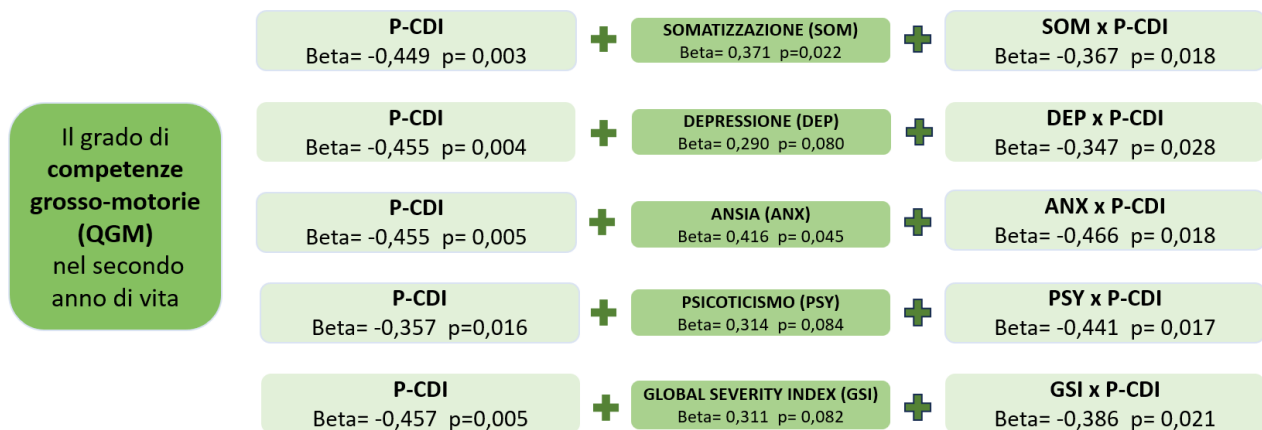 P-CDI
Beta= -0,449  p= 0,003
SOMATIZZAZIONE (SOM)
Beta= 0,371  p=0,022
SOM x P-CDI
Beta= -0,367  p= 0,018
Il grado di
competenze
grosso-motorie
(QGM)
nel secondo
anno di vita
P-CDI
Beta= -0,455  p= 0,004
DEPRESSIONE (DEP)
Beta= 0,290  p= 0,080
DEP x P-CDI
Beta= -0,347  p= 0,028
P-CDI
Beta= -0,455  p= 0,005
ANSIA (ANX)
Beta= 0,416  p= 0,045
ANX x P-CDI
Beta= -0,466  p= 0,018
P-CDI
Beta= -0,357  p=0,016
PSICOTICISMO (PSY)
Beta= 0,314  p= 0,084
PSY x P-CDI
Beta= -0,441  p= 0,017
P-CDI
Beta= -0,457  p=0,005
GLOBAL SEVERITY INDEX (GSI)
Beta= 0,311  p= 0,082
GSI x P-CDI
Beta= -0,386  p= 0,021